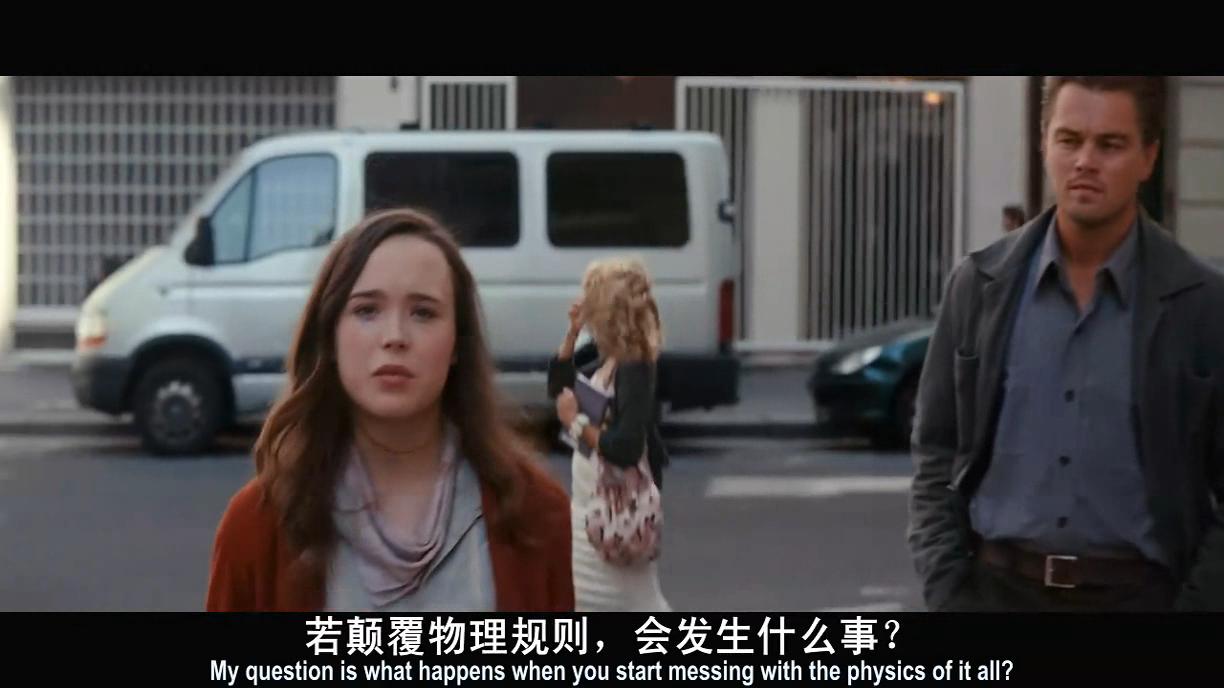 若颠覆物理规则，会发生什么事？
My question is what happens when you start messing with the physics of it all?